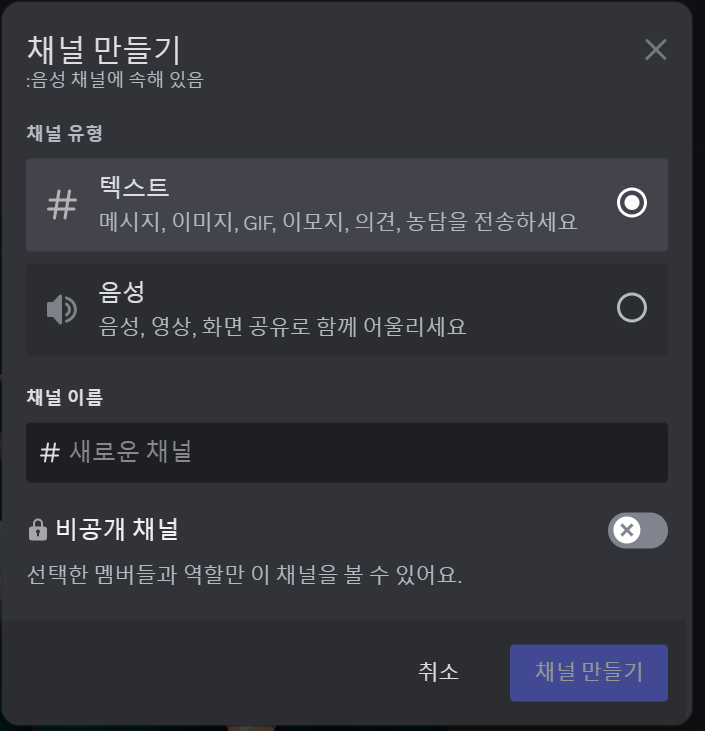 채널 만들기
:음성 채널에 속해 있음
채널 유형
텍스트
메시지, 이미지, GIF, 이모지, 의견, 농담을 전송하세요
음성
음성, 영상, 화면 공유로 함께 어울리세요
채널 이름
# 새로운 채널
비공개 채널
선택한 멤버들과 역할만 이 채널을 볼 수 있어요.
취소
채널 만들기